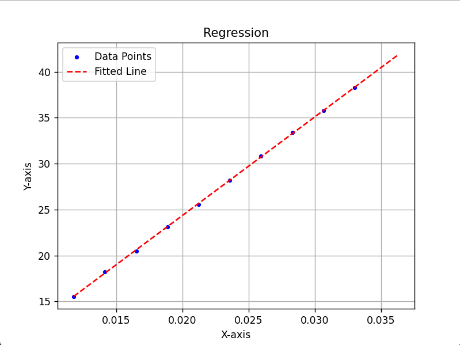 Regression
Data Points
Fitted Line
Y-axis
40
35
30
25
20
15
0.015 0.020 0.025 0.030 0.035
X-axis